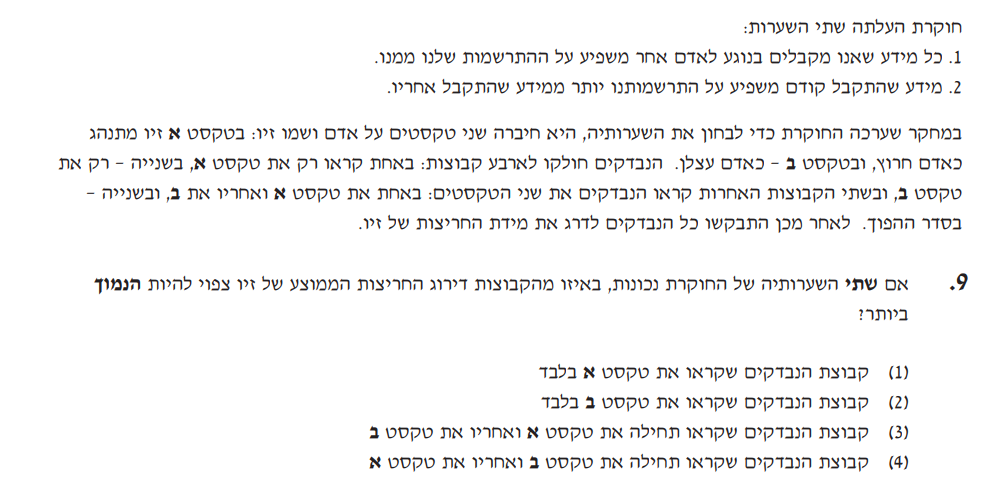 חוקרת העלתה שתי השערות:
1. כל מידע שאנו מקבלים בנוגע לאדם אחר משפיע על ההתרשמות שלנו ממנו.
2. מידע שהתקבל קודם משפיע על התרשמותנו יותר ממידע שהתקבל אחריו.
במחקר שערכה החוקרת כדי לבחון את השערותיה, היא חיברה שני טקסטים על אדם ושמו זיו: בטקסט א זיו מתנהג
כאדם חרוץ, ובטקסט ב – כאדם עצלן. הנבדקים חולקו לארבע קבוצות: באחת קראו רק את טקסט א, בשנייה – רק את
טקסט ב, ובשתי הקבוצות האחרות קראו הנבדקים את שני הטקסטים: באחת את טקסט א ואחריו את ב, ובשנייה –
בסדר ההפוך. לאחר מכן התבקשו כל הנבדקים לדרג את מידת החריצות של זיו.
9. אם שתי השערותיה של החוקרת נכונות, באיזו מהקבוצות דירוג החריצות הממוצע של זיו צפוי להיות הנמוך
ביותר?
(1) קבוצת הנבדקים שקראו את טקסט א בלבד
(2) קבוצת הנבדקים שקראו את טקסט ב בלבד
(3) קבוצת הנבדקים שקראו תחילה את טקסט א ואחריו את טקסט ב
(4) קבוצת הנבדקים שקראו תחילה את טקסט ב ואחריו את טקסט א